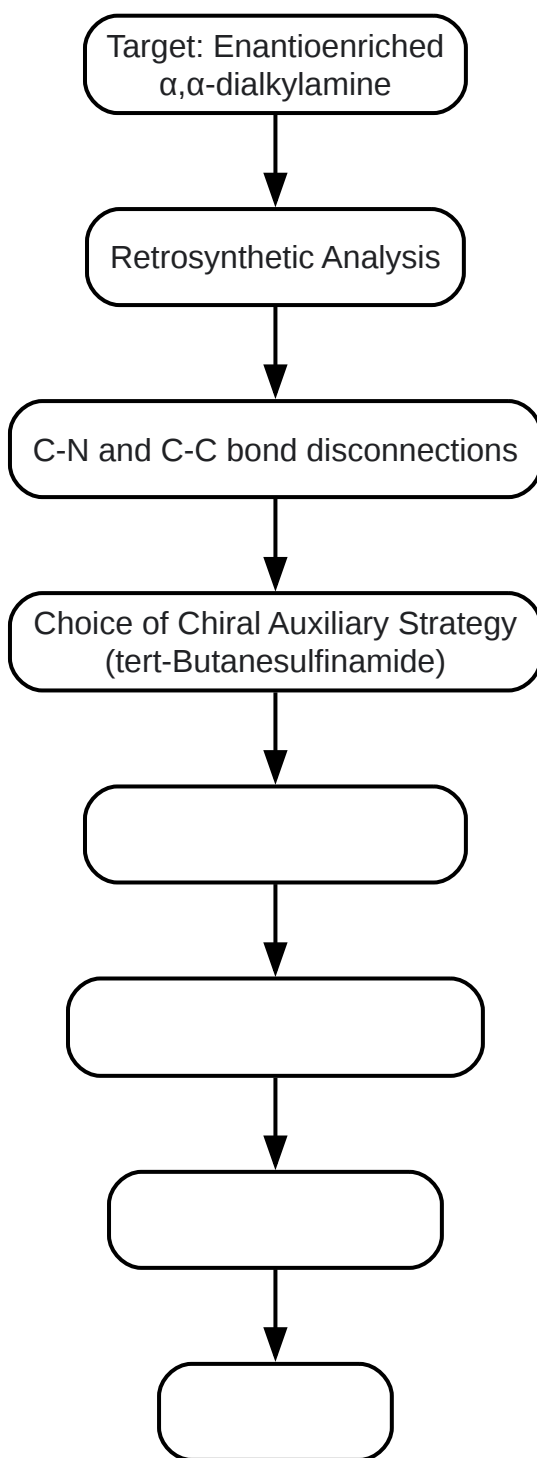 Target: Enantioenriched
α,α-dialkylamine
Retrosynthetic Analysis
C-N and C-C bond disconnections
Choice of Chiral Auxiliary Strategy
(tert-Butanesulfinamide)